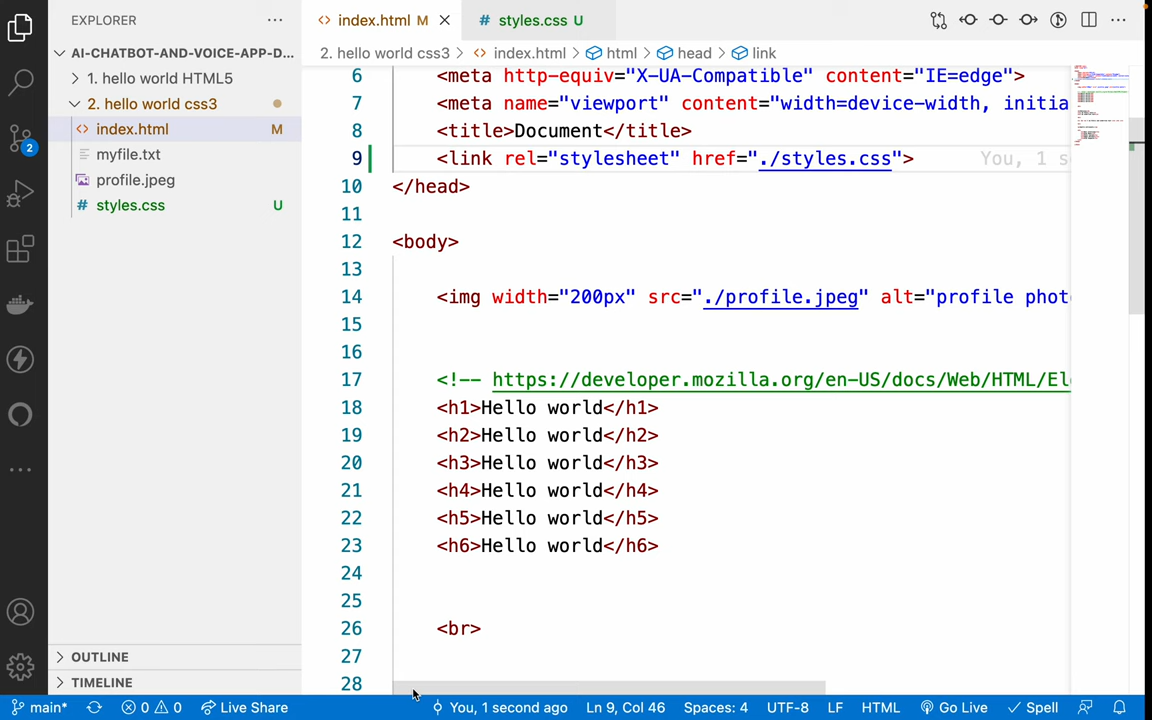 EXPLORER
index.html M
styles.css U
AI-CHATBOT-AND-VOICE-APP-D...
1. hello world HTML5
2. hello world css3
index.html M
myfile.txt
profile.jpeg
styles.css U
OUTLINE
TIMELINE
2. hello world css3 > index.html > html > head > link
6 <meta http-equiv="X-UA-Compatible" content="IE=edge">
7 <meta name="viewport" content="width=device-width, initia
8 <title>Document</title>
9 <link rel="stylesheet" href="./styles.css"> You, 1 s
10 </head>
11
12 <body>
13
14 <img width="200px" src="./profile.jpeg" alt="profile phot
15
16
17 <!-- https://developer.mozilla.org/en-US/docs/Web/HTML/El
18 <h1>Hello world</h1>
19 <h2>Hello world</h2>
20 <h3>Hello world</h3>
21 <h4>Hello world</h4>
22 <h5>Hello world</h5>
23 <h6>Hello world</h6>
24
25
26 <br>
27
28
2
main* 0 0 Live Share You, 1 second ago Ln 9, Col 46 Spaces: 4 UTF-8 LF HTML Go Live Spell